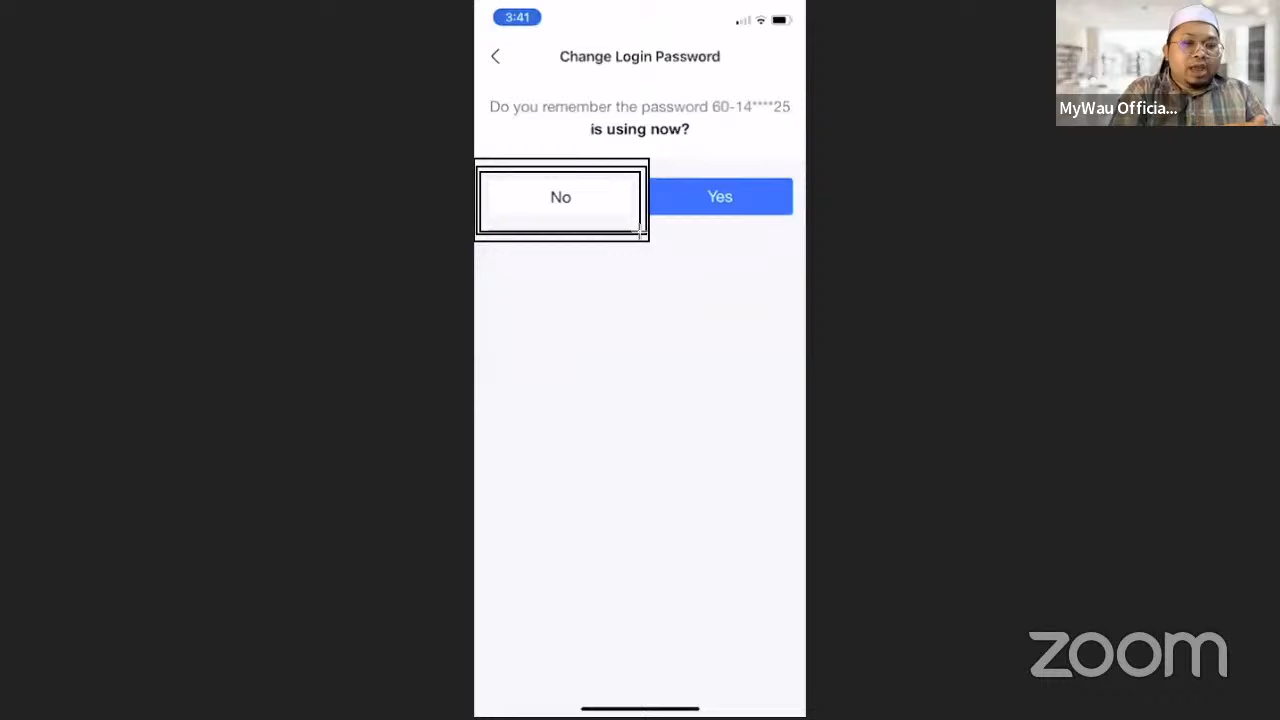 3:41
Change Login Password
Do you remember the password 60-14****25
is using now?
No
Yes
MyWau Officia...
zoom